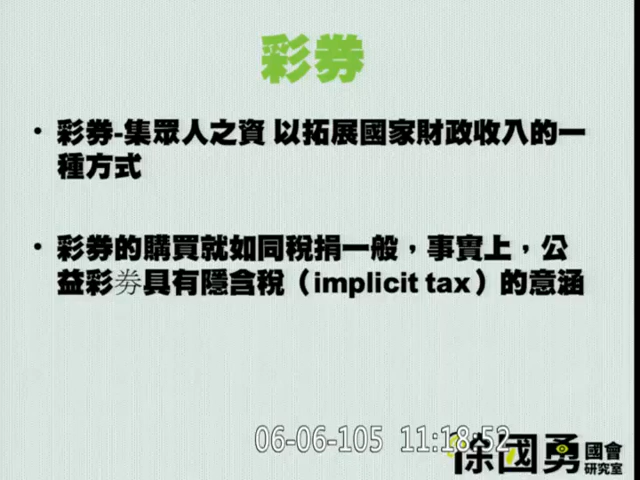 彩券
• 彩券-集眾人之資 以拓展國家財政收入的一
種方式
• 彩券的購買就如同稅捐一般，事實上，公
益彩券具有隱含稅（implicit tax）的意涵
06-06-105 11:18:52
徐國勇 國會
研究室